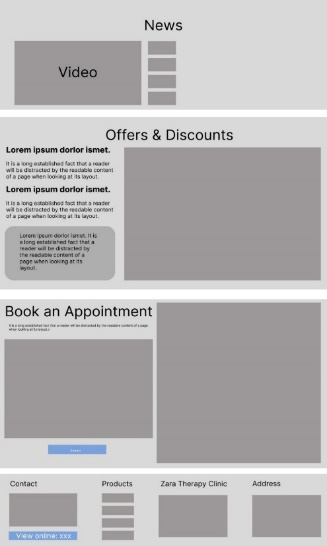 News
Video
Offers & Discounts
Lorem ipsum dorlor ismet.
It is a long established fact that a reader
will be distracted by the readable content
of a page when looking at its layout.
Lorem ipsum dorlor ismet.
It is a long established fact that a reader
will be distracted by the readable content
of a page when looking at its layout.
Lorem ipsum dorlor ismet. It is
a long established fact that a
reader will be distracted by
the readable content of a
page when looking at its
layout.
Book an Appointment
It is a long established fact that a reader will be distracted by the readable content of a page
when looking at its layout.
Contact
Products
Zara Therapy Clinic
Address
View online: xxx